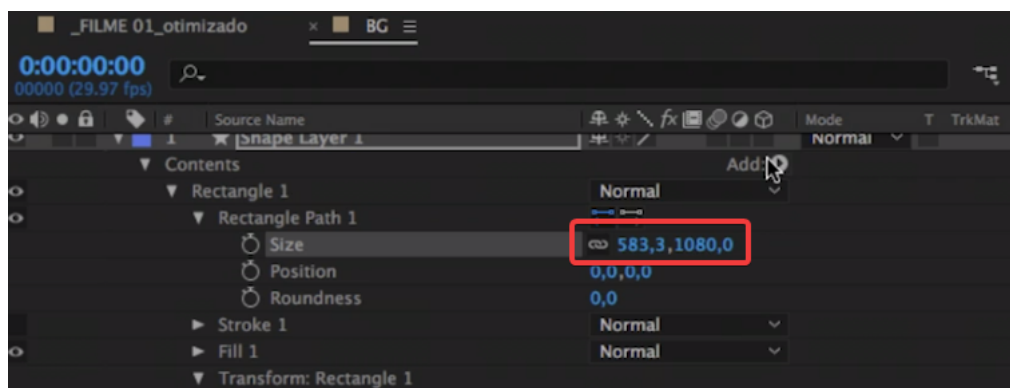 _FILME 01_otimizado × BG
0:00:00:00
00000 (29.97 fps)
# Source Name fx Mode T TrkMat
1 Shape Layer 1 Normal
Contents Add:
Rectangle 1 Normal
Rectangle Path 1
Size 583,3,1080,0
Position 0,0,0,0
Roundness 0,0
Stroke 1 Normal
Fill 1 Normal
Transform: Rectangle 1